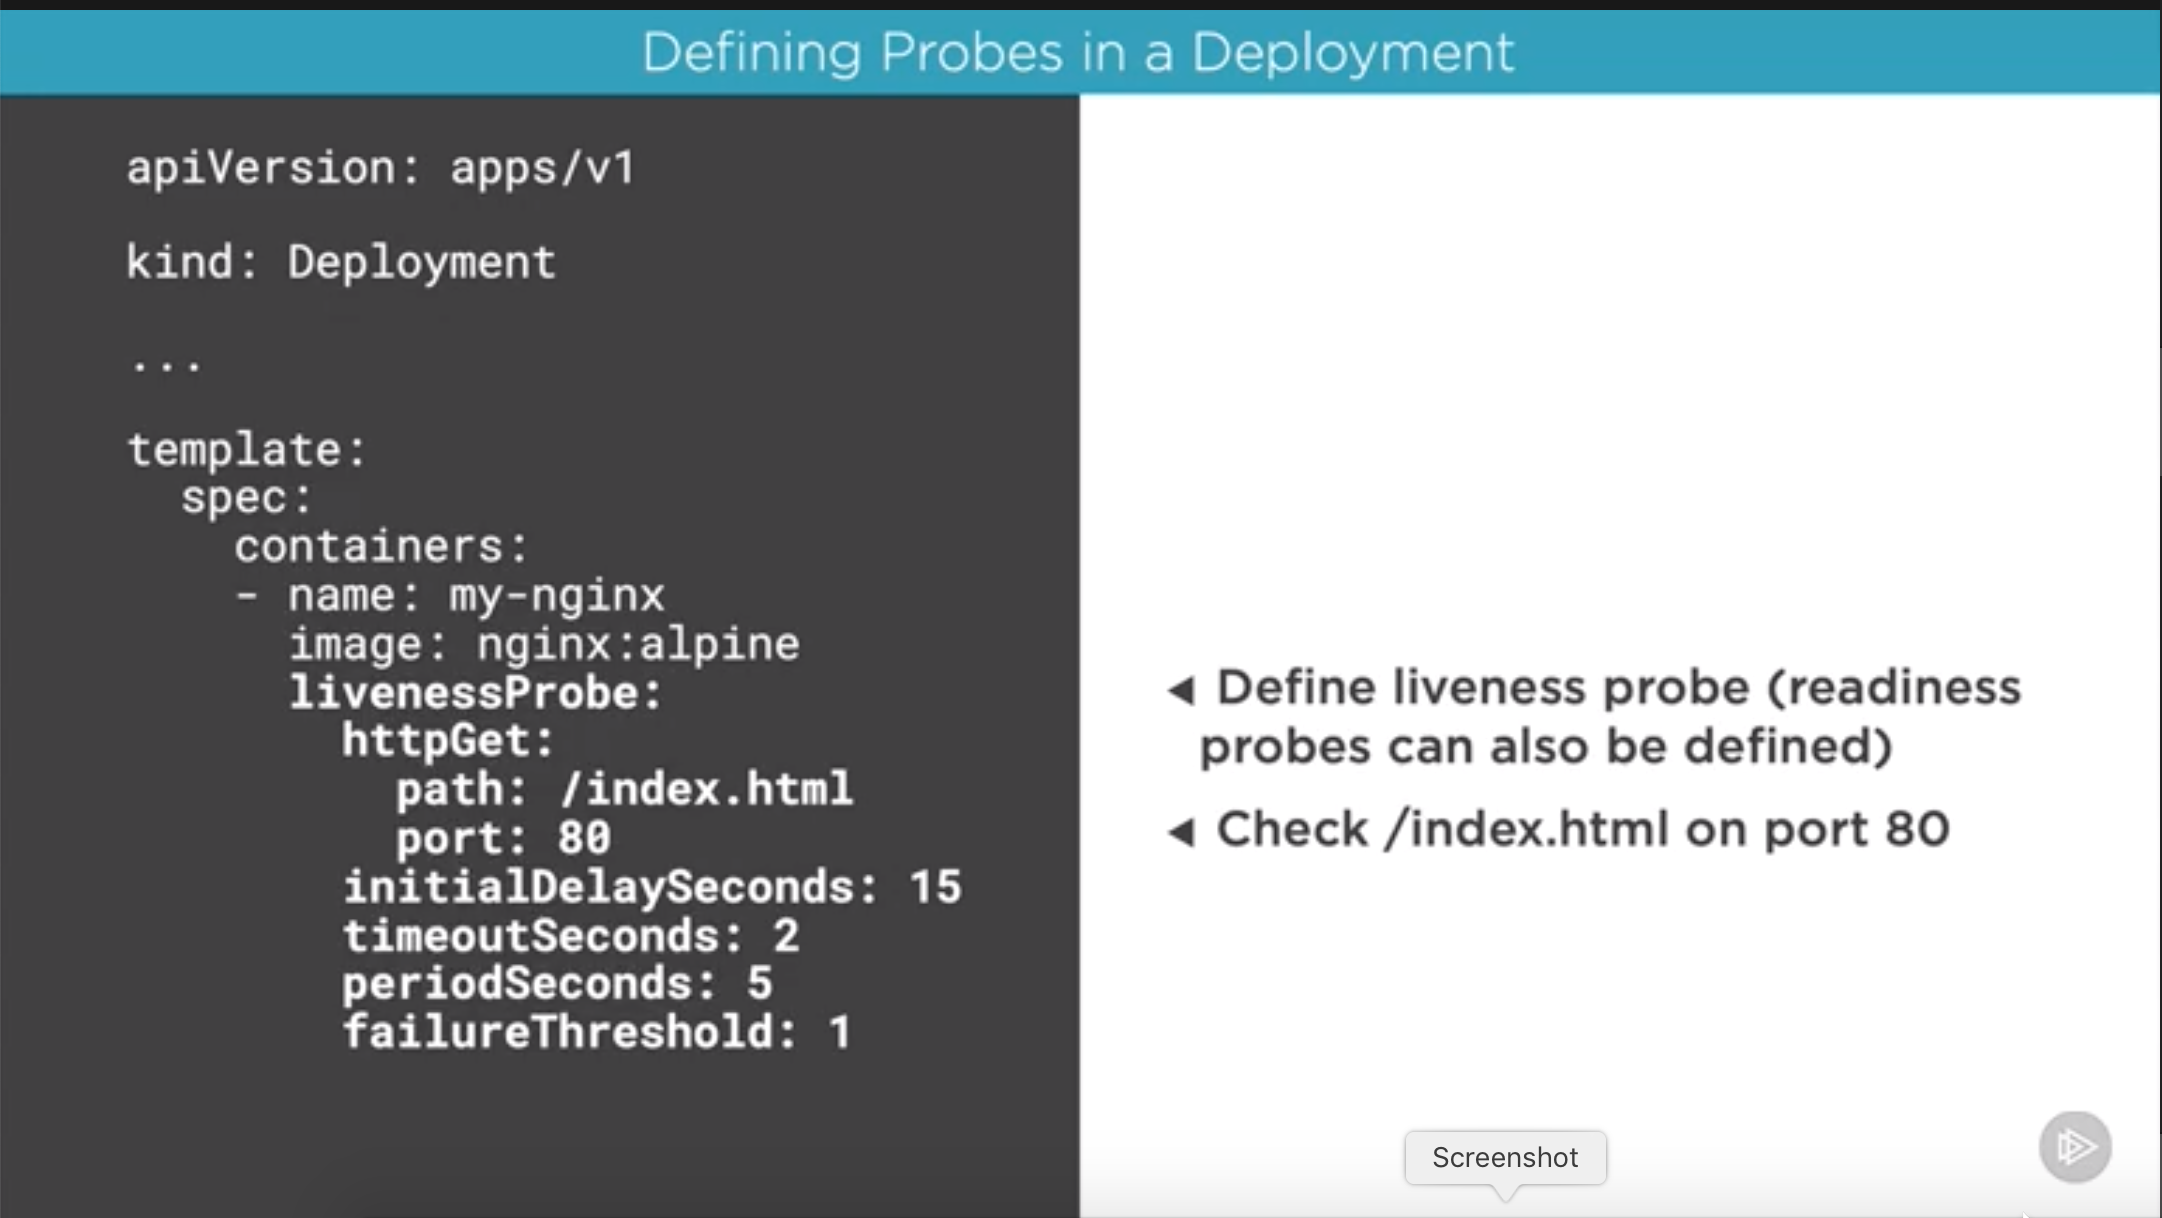 Defining Probes in a Deployment
apiVersion: apps/v1
kind: Deployment
...
template:
  spec:
    containers:
    - name: my-nginx
      image: nginx:alpine
      livenessProbe:
        httpGet:
          path: /index.html
          port: 80
        initialDelaySeconds: 15
        timeoutSeconds: 2
        periodSeconds: 5
        failureThreshold: 1
◀ Define liveness probe (readiness
probes can also be defined)
◀ Check /index.html on port 80
Screenshot